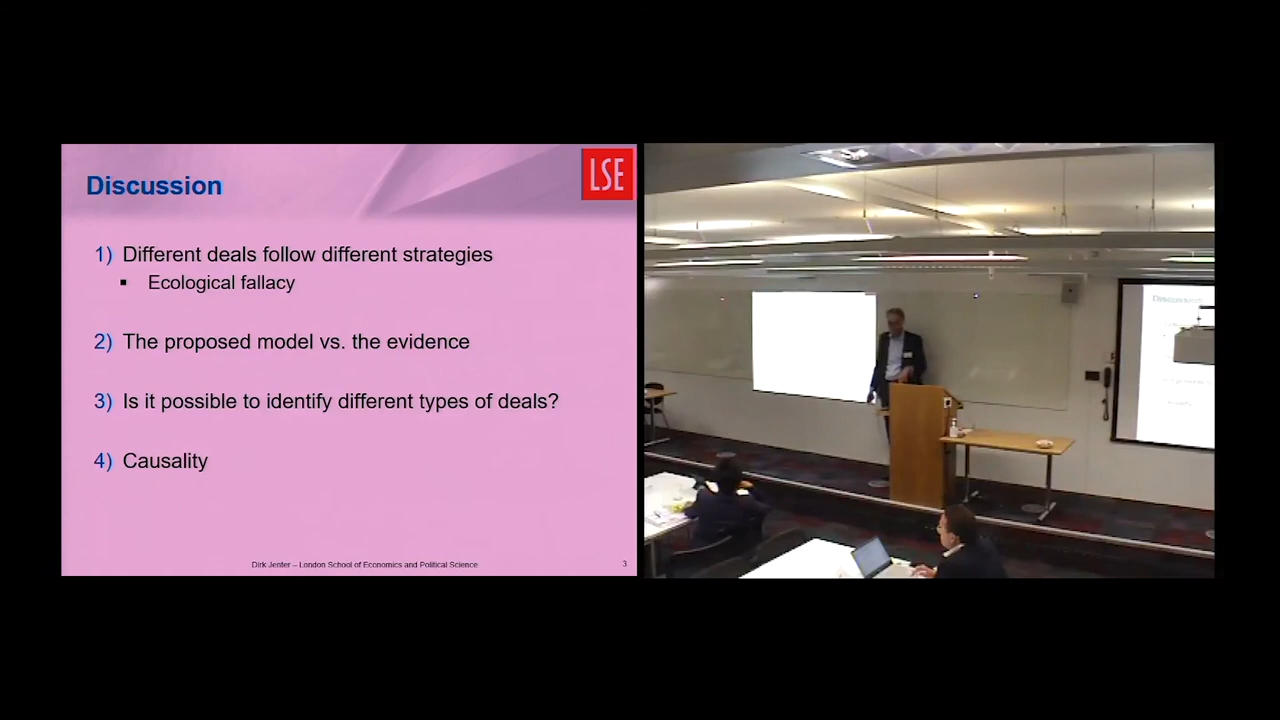 Discussion
LSE
1) Different deals follow different strategies
▪ Ecological fallacy
2) The proposed model vs. the evidence
3) Is it possible to identify different types of deals?
4) Causality
Dirk Jenter – London School of Economics and Political Science
3
Discussion